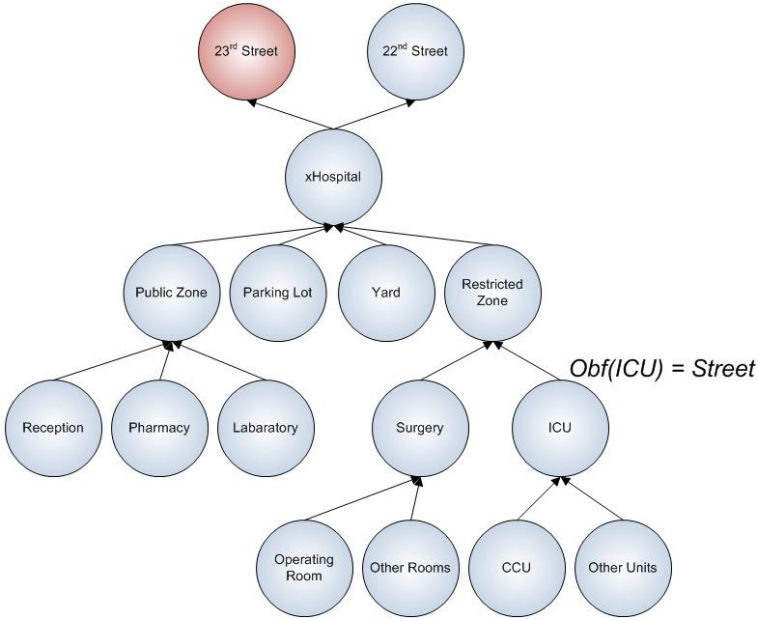 23rd Street
22nd Street
xHospital
Public Zone
Parking Lot
Yard
Restricted
Zone
Obf(ICU) = Street
Reception
Pharmacy
Labaratory
Surgery
ICU
Operating
Room
Other Rooms
CCU
Other Units